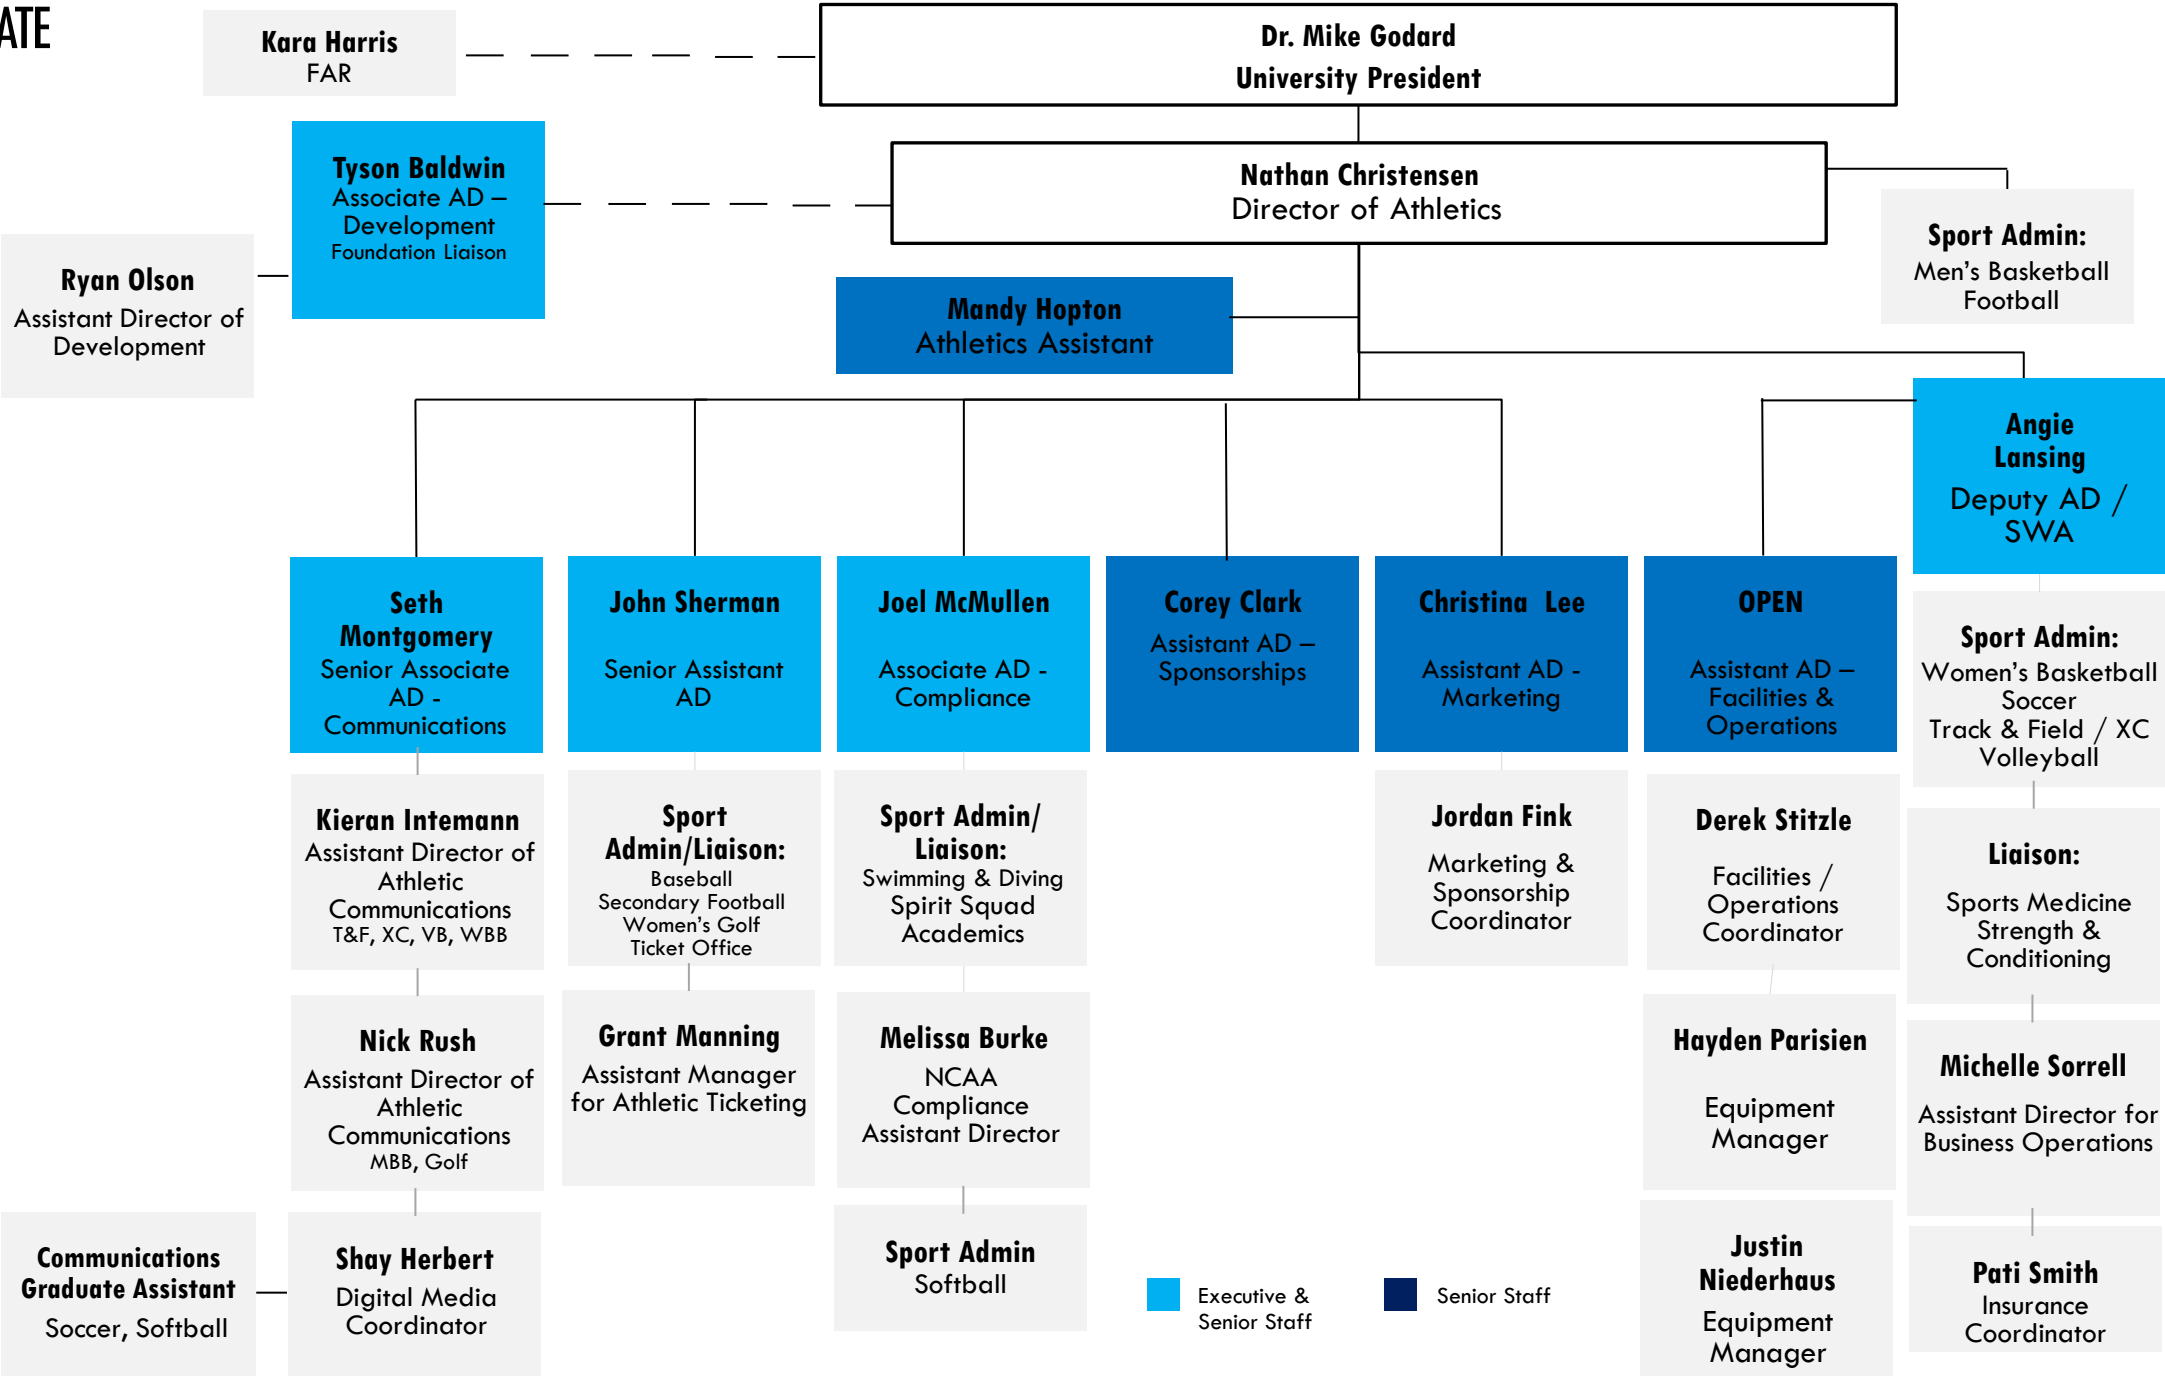 ATE
Kara Harris
FAR
Dr. Mike Godard
University President
Tyson Baldwin
Associate AD –
Development
Foundation Liaison
Nathan Christensen
Director of Athletics
Sport Admin:
Men's Basketball
Football
Ryan Olson
Assistant Director of
Development
Mandy Hopton
Athletics Assistant
Angie
Lansing
Deputy AD /
SWA
Seth
Montgomery
Senior Associate
AD -
Communications
John Sherman
Senior Assistant
AD
Joel McMullen
Associate AD -
Compliance
Corey Clark
Assistant AD –
Sponsorships
Christina Lee
Assistant AD -
Marketing
OPEN
Assistant AD –
Facilities &
Operations
Sport Admin:
Women's Basketball
Soccer
Track & Field / XC
Volleyball
Kieran Intemann
Assistant Director of
Athletic
Communications
T&F, XC, VB, WBB
Sport
Admin/Liaison:
Baseball
Secondary Football
Women's Golf
Ticket Office
Sport Admin/
Liaison:
Swimming & Diving
Spirit Squad
Academics
Jordan Fink
Marketing &
Sponsorship
Coordinator
Derek Stitzle
Facilities /
Operations
Coordinator
Liaison:
Sports Medicine
Strength &
Conditioning
Nick Rush
Assistant Director of
Athletic
Communications
MBB, Golf
Grant Manning
Assistant Manager
for Athletic Ticketing
Melissa Burke
NCAA
Compliance
Assistant Director
Hayden Parisien
Equipment
Manager
Michelle Sorrell
Assistant Director for
Business Operations
Communications
Graduate Assistant
Soccer, Softball
Shay Herbert
Digital Media
Coordinator
Sport Admin
Softball
Executive &
Senior Staff
Senior Staff
Justin
Niederhaus
Equipment
Manager
Pati Smith
Insurance
Coordinator